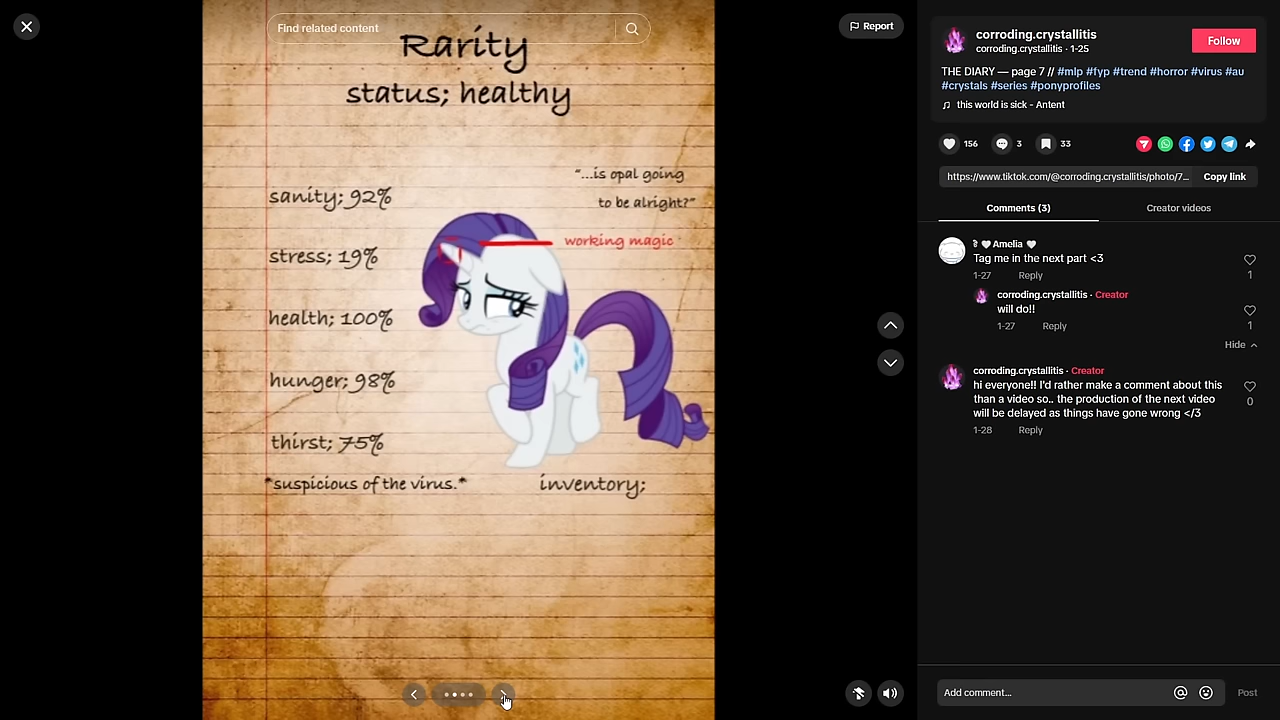 Find related content
Report
Rarity
status; healthy
"...is opal going
to be alright?"
sanity; 92%
working magic
stress; 19%
health; 100%
hunger; 98%
thirst; 75%
*suspicious of the virus.*
inventory;
corroding.crystallitis
corroding.crystallitis · 1-25
Follow
THE DIARY — page 7 // #mlp #fyp #trend #horror #virus #au
#crystals #series #ponyprofiles
this world is sick - Antent
156
3
33
https://www.tiktok.com/@corroding.crystallitis/photo/7...
Copy link
Comments (3)
Creator videos
Amelia
Tag me in the next part <3
1-27
Reply
1
corroding.crystallitis · Creator
will do!!
1-27
Reply
1
Hide
corroding.crystallitis · Creator
hi everyone!! I'd rather make a comment about this
than a video so.. the production of the next video
will be delayed as things have gone wrong </3
1-28
Reply
0
Add comment...
Post